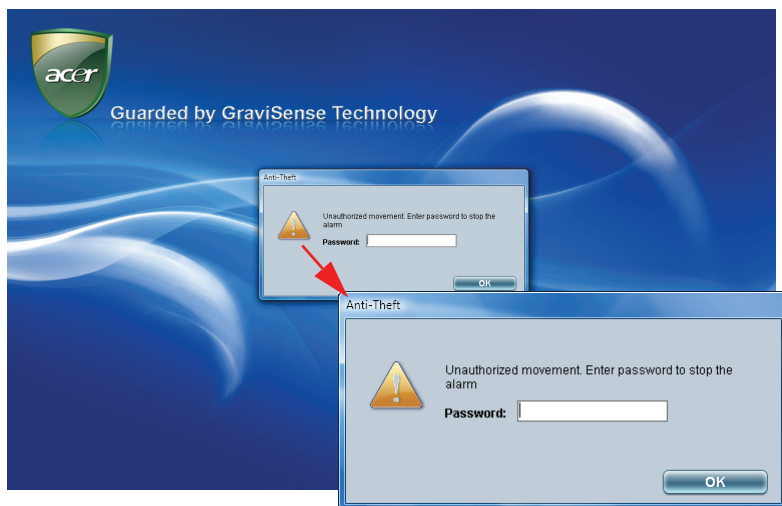 acer
Guarded by GraviSense Technology
Anti-Theft
Unauthorized movement. Enter password to stop the
alarm
Password:
OK
Anti-Theft
Unauthorized movement. Enter password to stop the
alarm
Password:
OK